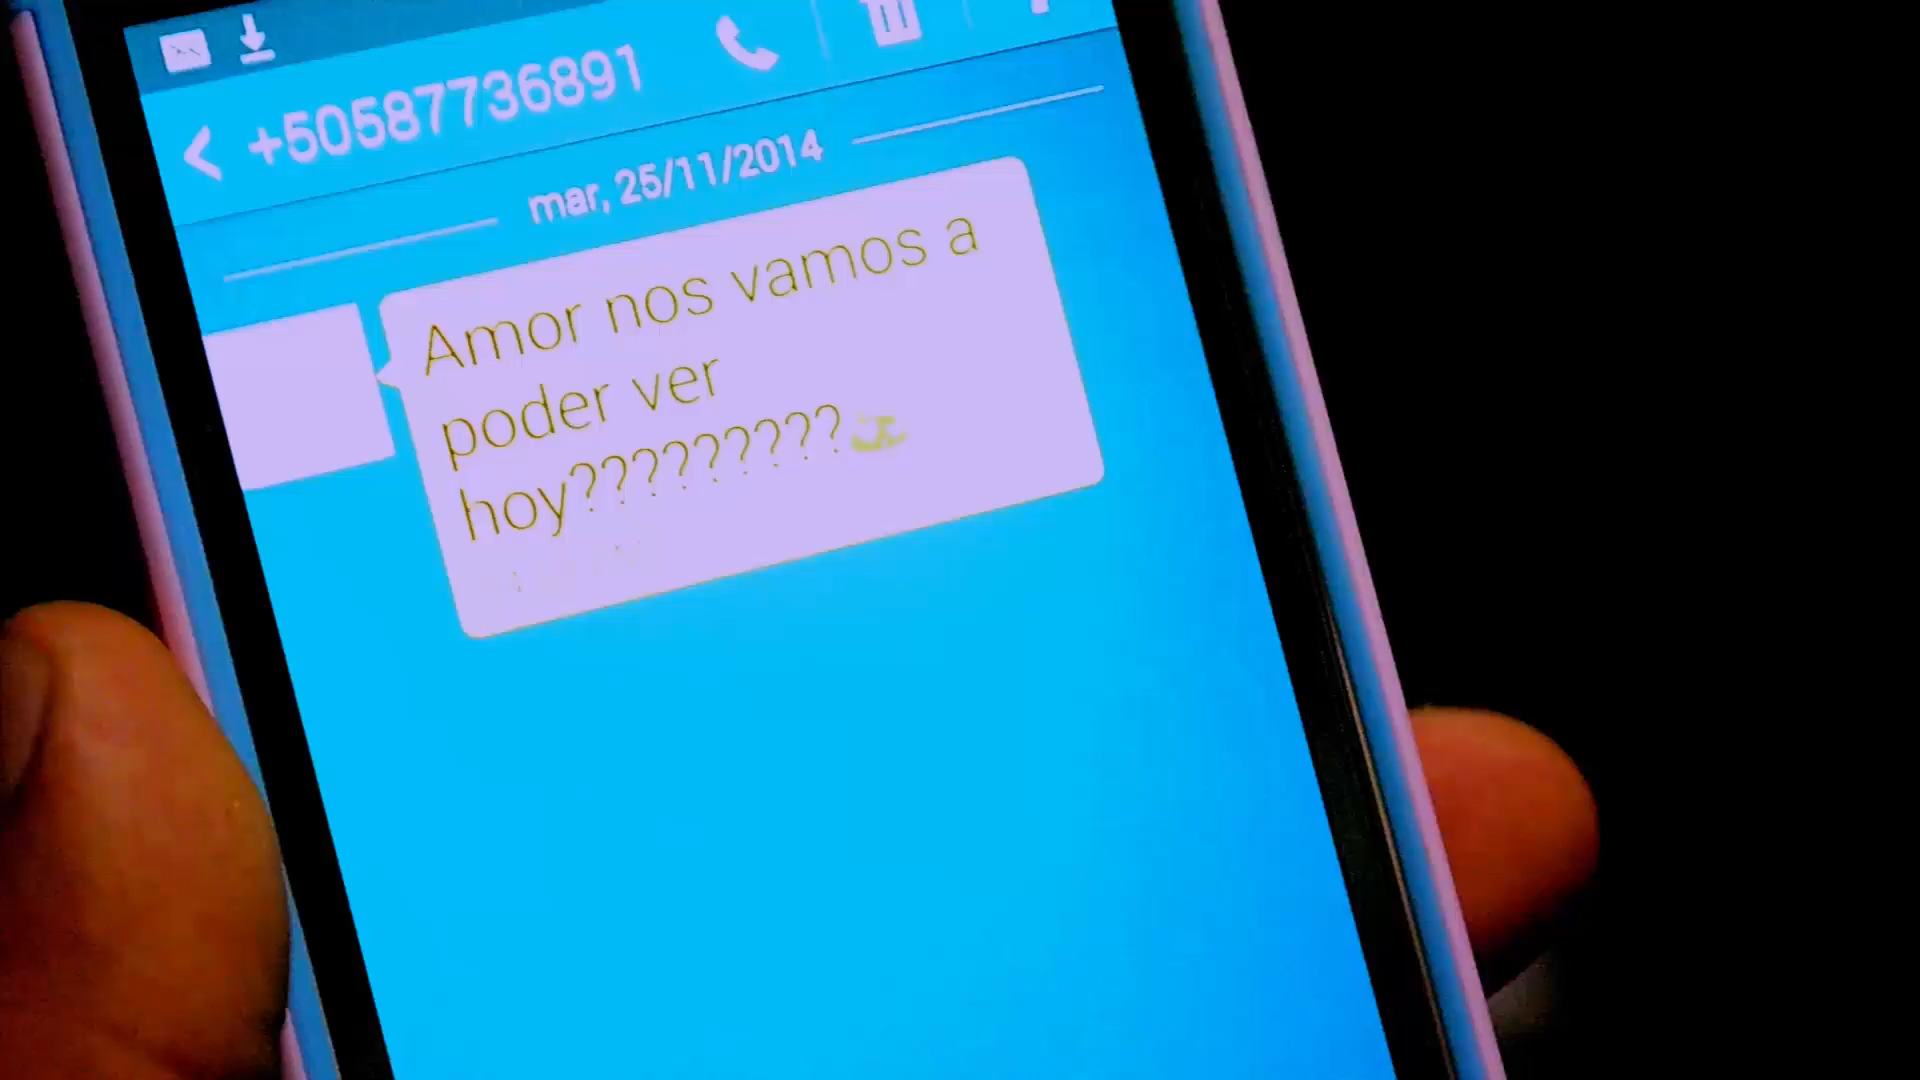 +50587736891
mar, 25/11/2014
Amor nos vamos a
poder ver
hoy?????????